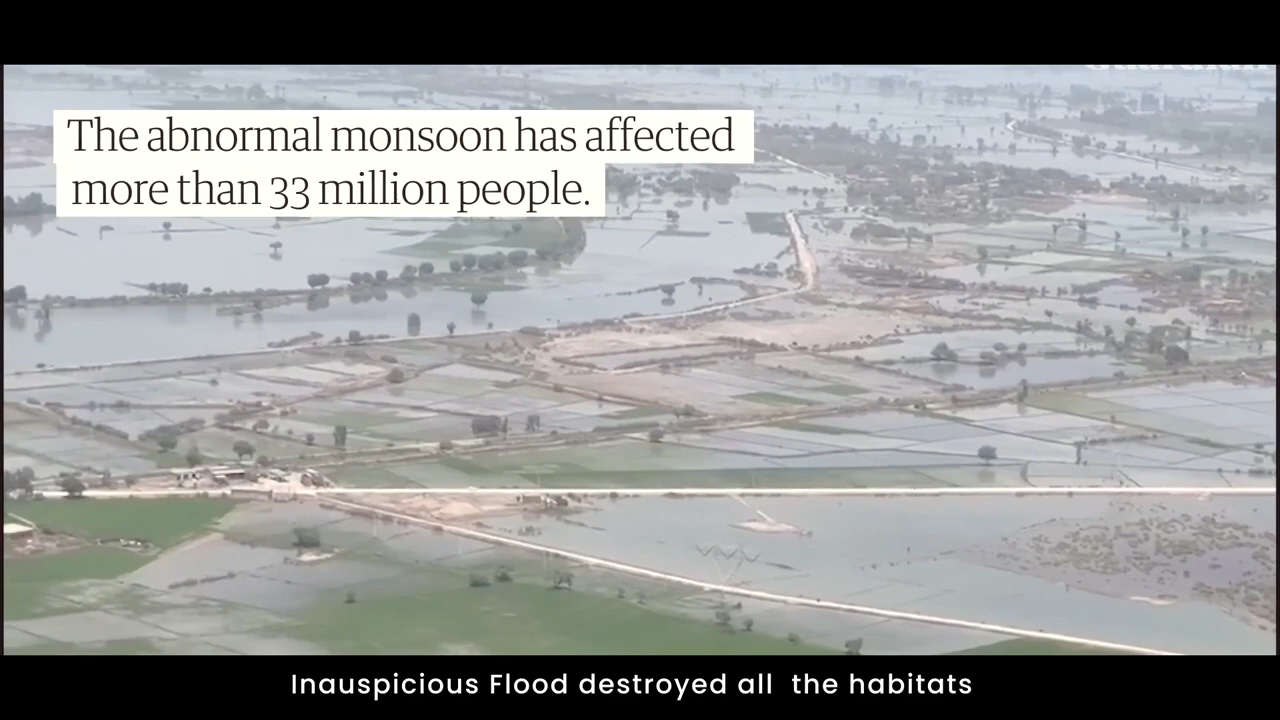 The abnormal monsoon has affected
more than 33 million people.
Inauspicious Flood destroyed all  the habitats